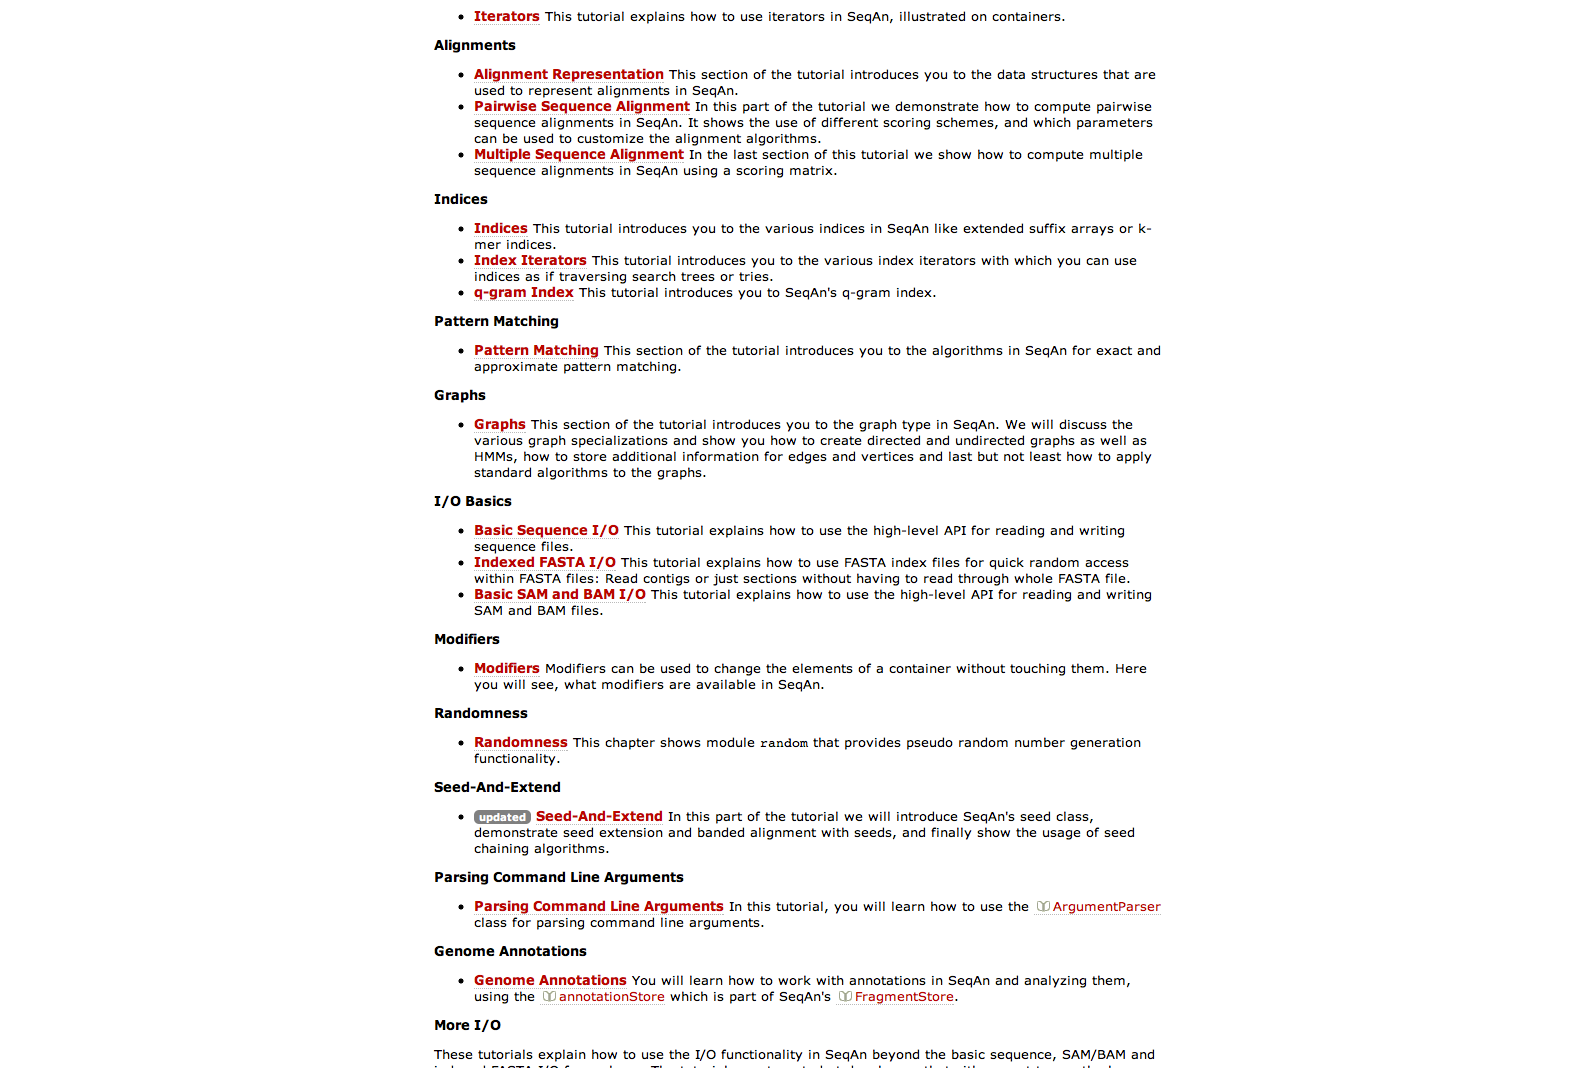 Iterators This tutorial explains how to use iterators in SeqAn, illustrated on containers.
Alignments
Alignment Representation This section of the tutorial introduces you to the data structures that are
used to represent alignments in SeqAn.
Pairwise Sequence Alignment In this part of the tutorial we demonstrate how to compute pairwise
sequence alignments in SeqAn. It shows the use of different scoring schemes, and which parameters
can be used to customize the alignment algorithms.
Multiple Sequence Alignment In the last section of this tutorial we show how to compute multiple
sequence alignments in SeqAn using a scoring matrix.
Indices
Indices This tutorial introduces you to the various indices in SeqAn like extended suffix arrays or k-
mer indices.
Index Iterators This tutorial introduces you to the various index iterators with which you can use
indices as if traversing search trees or tries.
q-gram Index This tutorial introduces you to SeqAn's q-gram index.
Pattern Matching
Pattern Matching This section of the tutorial introduces you to the algorithms in SeqAn for exact and
approximate pattern matching.
Graphs
Graphs This section of the tutorial introduces you to the graph type in SeqAn. We will discuss the
various graph specializations and show you how to create directed and undirected graphs as well as
HMMs, how to store additional information for edges and vertices and last but not least how to apply
standard algorithms to the graphs.
I/O Basics
Basic Sequence I/O This tutorial explains how to use the high-level API for reading and writing
sequence files.
Indexed FASTA I/O This tutorial explains how to use FASTA index files for quick random access
within FASTA files: Read contigs or just sections without having to read through whole FASTA file.
Basic SAM and BAM I/O This tutorial explains how to use the high-level API for reading and writing
SAM and BAM files.
Modifiers
Modifiers Modifiers can be used to change the elements of a container without touching them. Here
you will see, what modifiers are available in SeqAn.
Randomness
Randomness This chapter shows module random that provides pseudo random number generation
functionality.
Seed-And-Extend
updated Seed-And-Extend In this part of the tutorial we will introduce SeqAn's seed class,
demonstrate seed extension and banded alignment with seeds, and finally show the usage of seed
chaining algorithms.
Parsing Command Line Arguments
Parsing Command Line Arguments In this tutorial, you will learn how to use the ArgumentParser
class for parsing command line arguments.
Genome Annotations
Genome Annotations You will learn how to work with annotations in SeqAn and analyzing them,
using the annotationStore which is part of SeqAn's FragmentStore.
More I/O
These tutorials explain how to use the I/O functionality in SeqAn beyond the basic sequence, SAM/BAM and